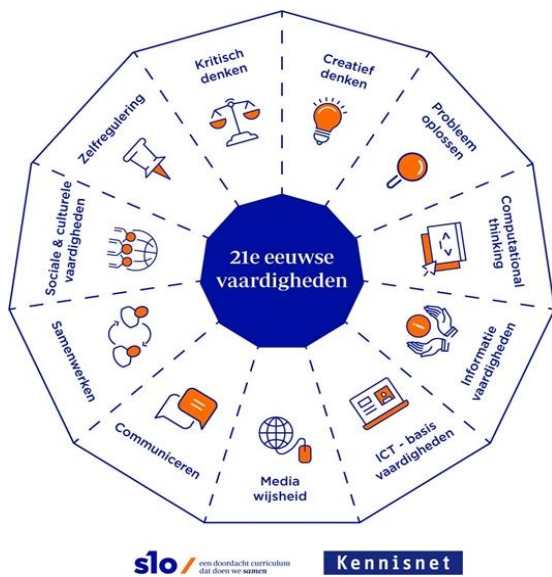 Kritisch
denken
Creatief
denken
Probleem
oplossen
Computational
thinking
Informatie
vaardigheden
ICT - basis
vaardigheden
Media
wijsheid
Communiceren
Samenwerken
Sociale & culturele
vaardigheden
Zelfregulering
21e eeuwse
vaardigheden
slo / een doordacht curriculum
dat doen we samen
Kennisnet